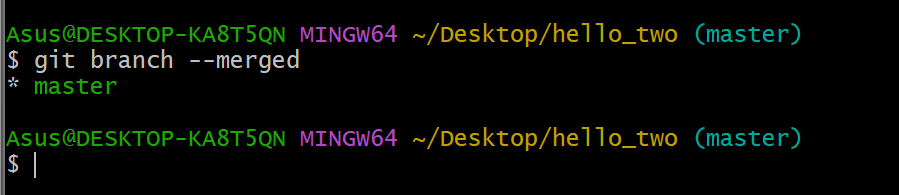 Asus@DESKTOP-KA8T5QN MINGW64 ~/Desktop/hello_two (master)
$ git branch --merged
* master
Asus@DESKTOP-KA8T5QN MINGW64 ~/Desktop/hello_two (master)
$